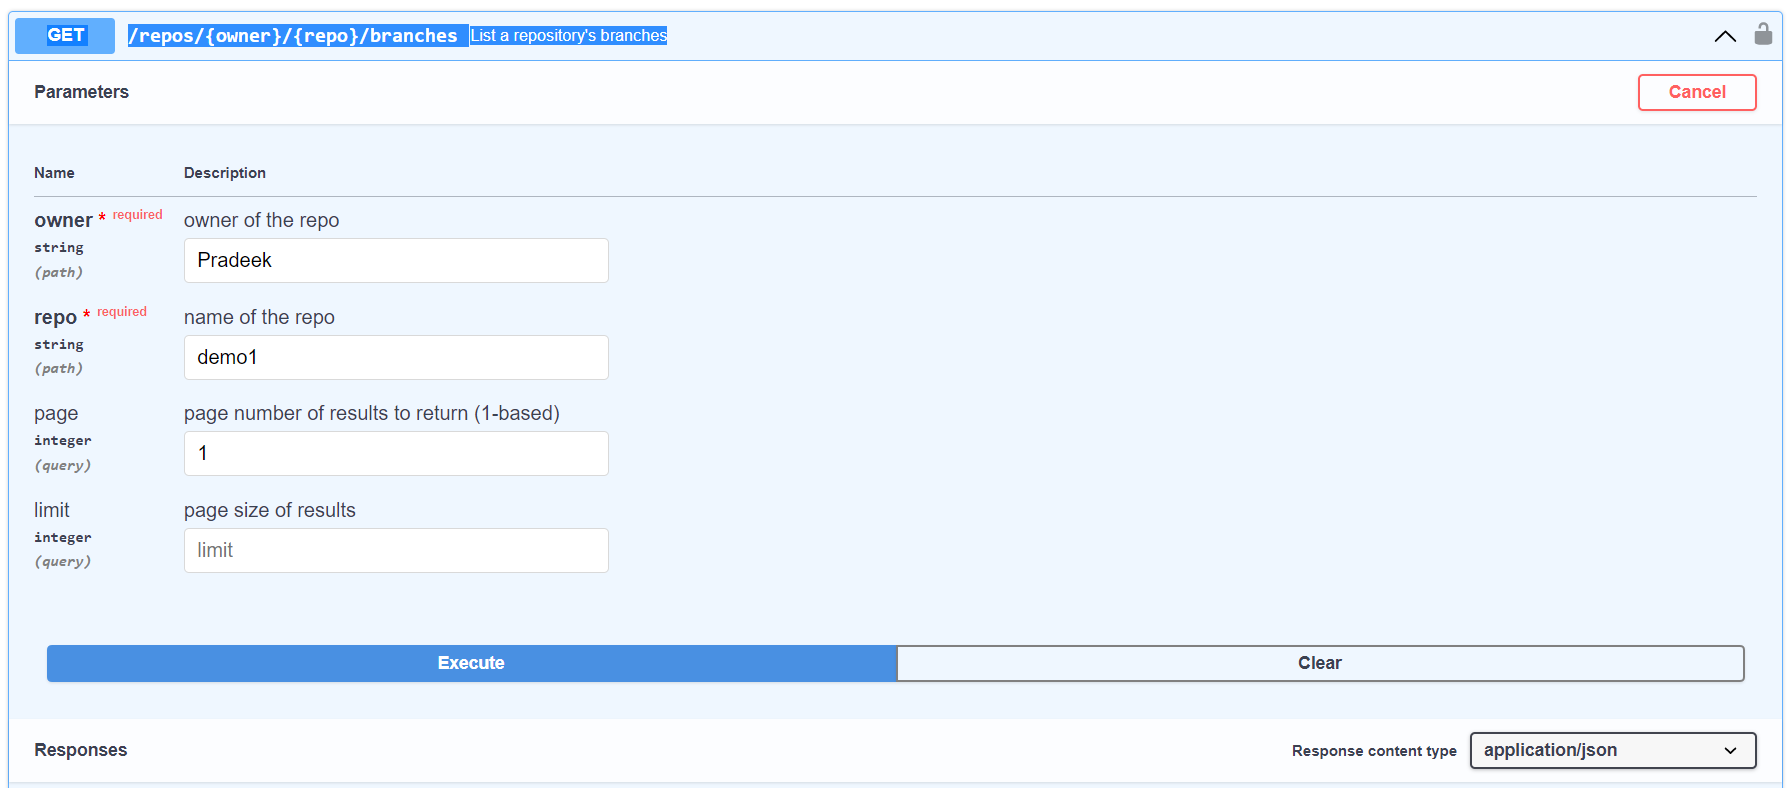 GET /repos/{owner}/{repo}/branches List a repository's branches
Parameters
Cancel
Name Description
owner * required owner of the repo
string
(path)
Pradeek
repo * required name of the repo
string
(path)
demo1
page page number of results to return (1-based)
integer
(query)
1
limit page size of results
integer
(query)
limit
Execute Clear
Responses Response content type application/json